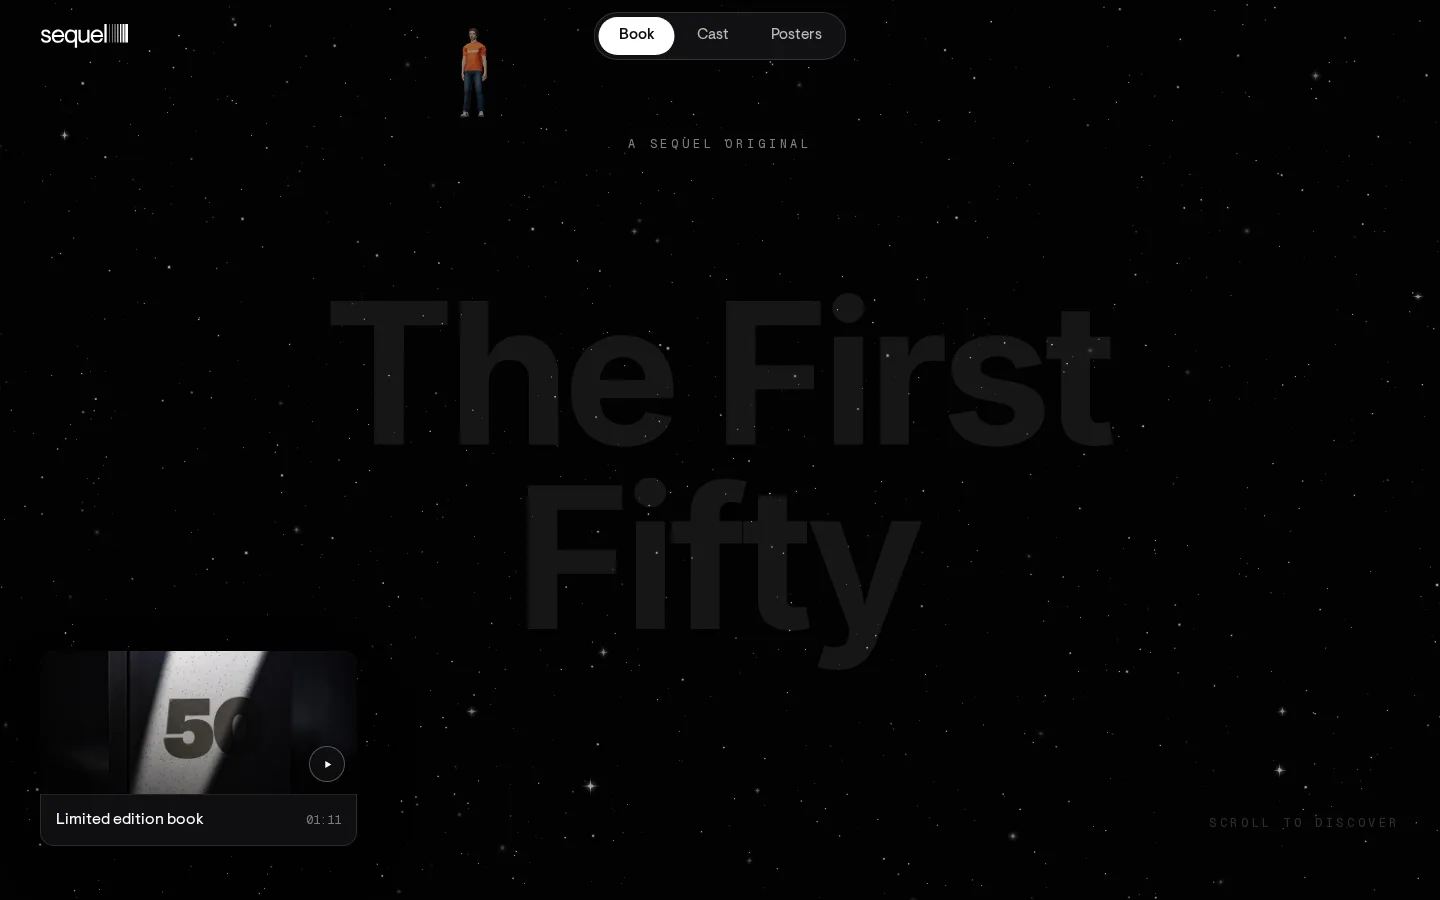 sequel
Book
Cast
Posters
A SEQUEL ORIGINAL
The First
Fifty
50
Limited edition book
01:11
SCROLL TO DISCOVER